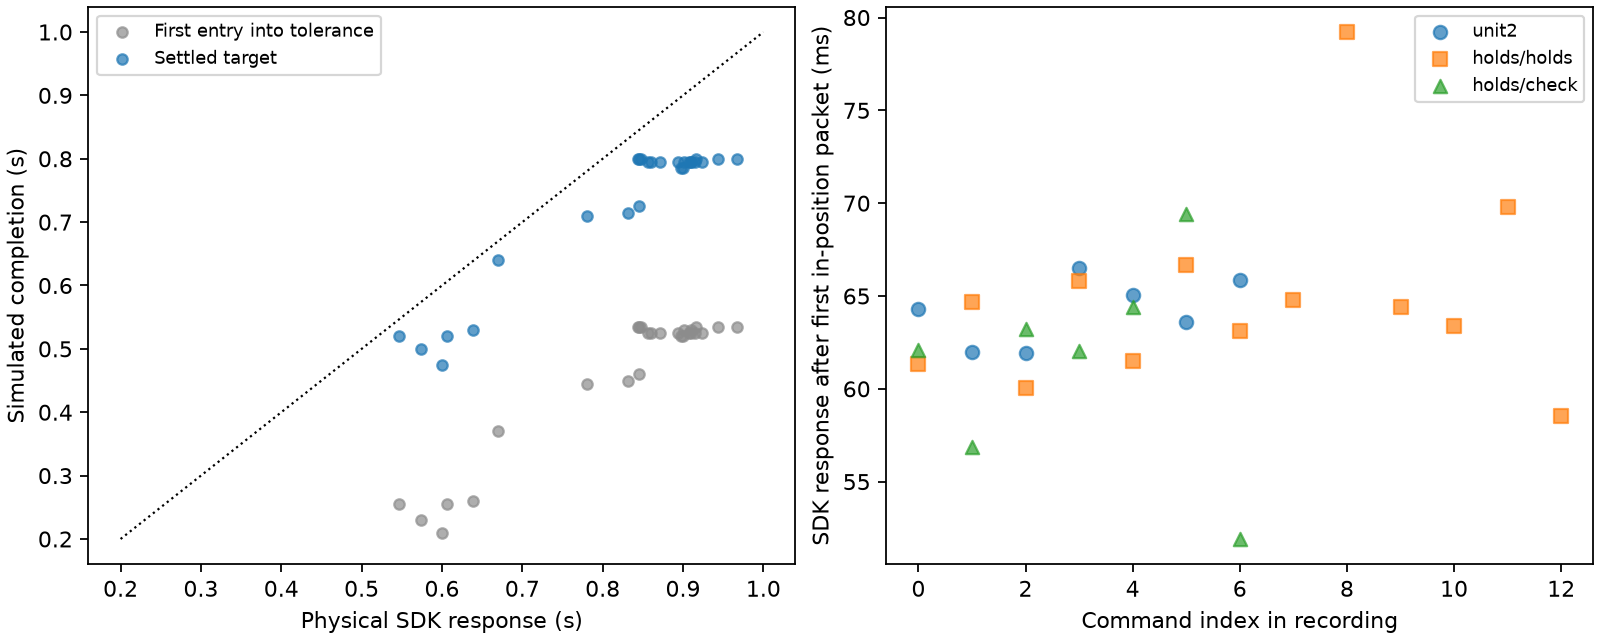 First entry into tolerance
Settled target
1.0
0.9
0.8
0.7
0.6
0.5
0.4
0.3
0.2
Simulated completion (s)
0.2 0.3 0.4 0.5 0.6 0.7 0.8 0.9 1.0
Physical SDK response (s)
unit2
holds/holds
holds/check
80
75
70
65
60
55
SDK response after first in-position packet (ms)
0 2 4 6 8 10 12
Command index in recording